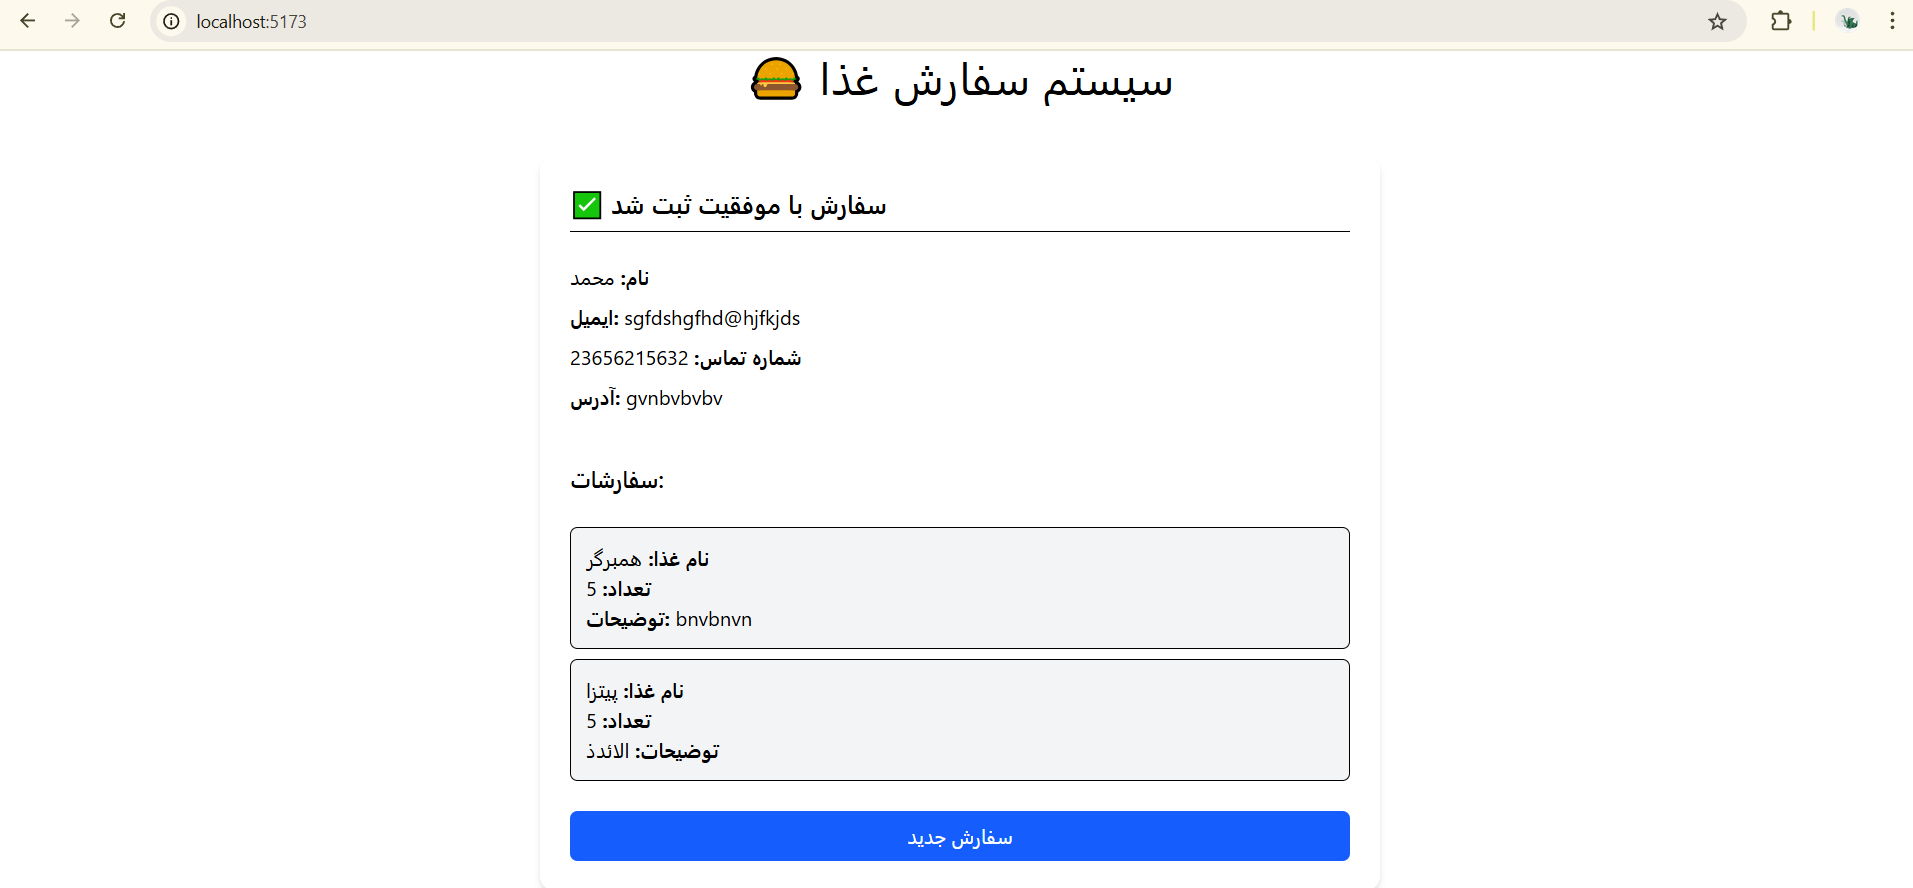 localhost:5173
سیستم سفارش غذا 🍔
✅ سفارش با موفقیت ثبت شد
نام: محمد
ایمیل: sgfdshgfhd@hjfkjds
شماره تماس: 23656215632
آدرس: gvnbvbvbv
سفارشات:
نام غذا: همبرگر
تعداد: 5
توضیحات: bnvbnvn
نام غذا: پیتزا
تعداد: 5
توضیحات: الائدذ
سفارش جدید